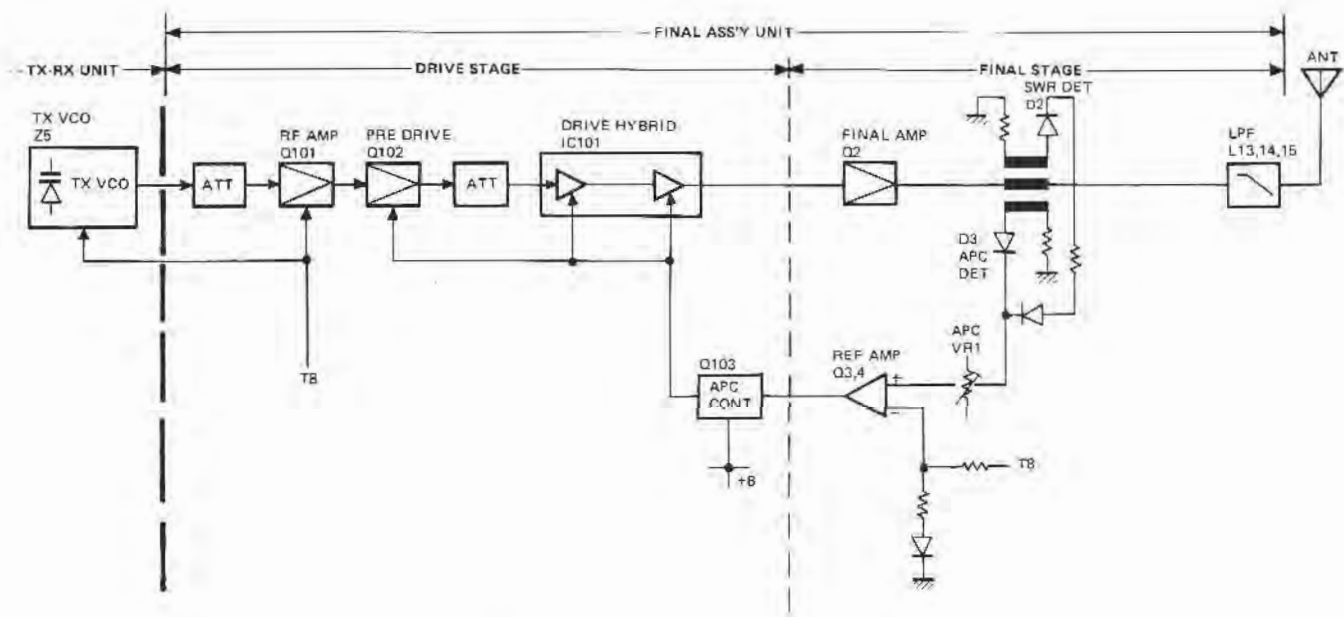 FINAL ASS'Y UNIT
TX-RX UNIT
DRIVE STAGE
FINAL STAGE
ANT
SWR DET
D2
TX VCO
Z5
TX VCO
ATT
RF AMP
Q101
PRE DRIVE
Q102
ATT
DRIVE HYBRID
IC101
FINAL AMP
Q2
LPF
L13,14,15
D3
APC
DET
T8
Q103
APC
CONT
+B
REF AMP
Q3,4
+
−
APC
VR1
T8